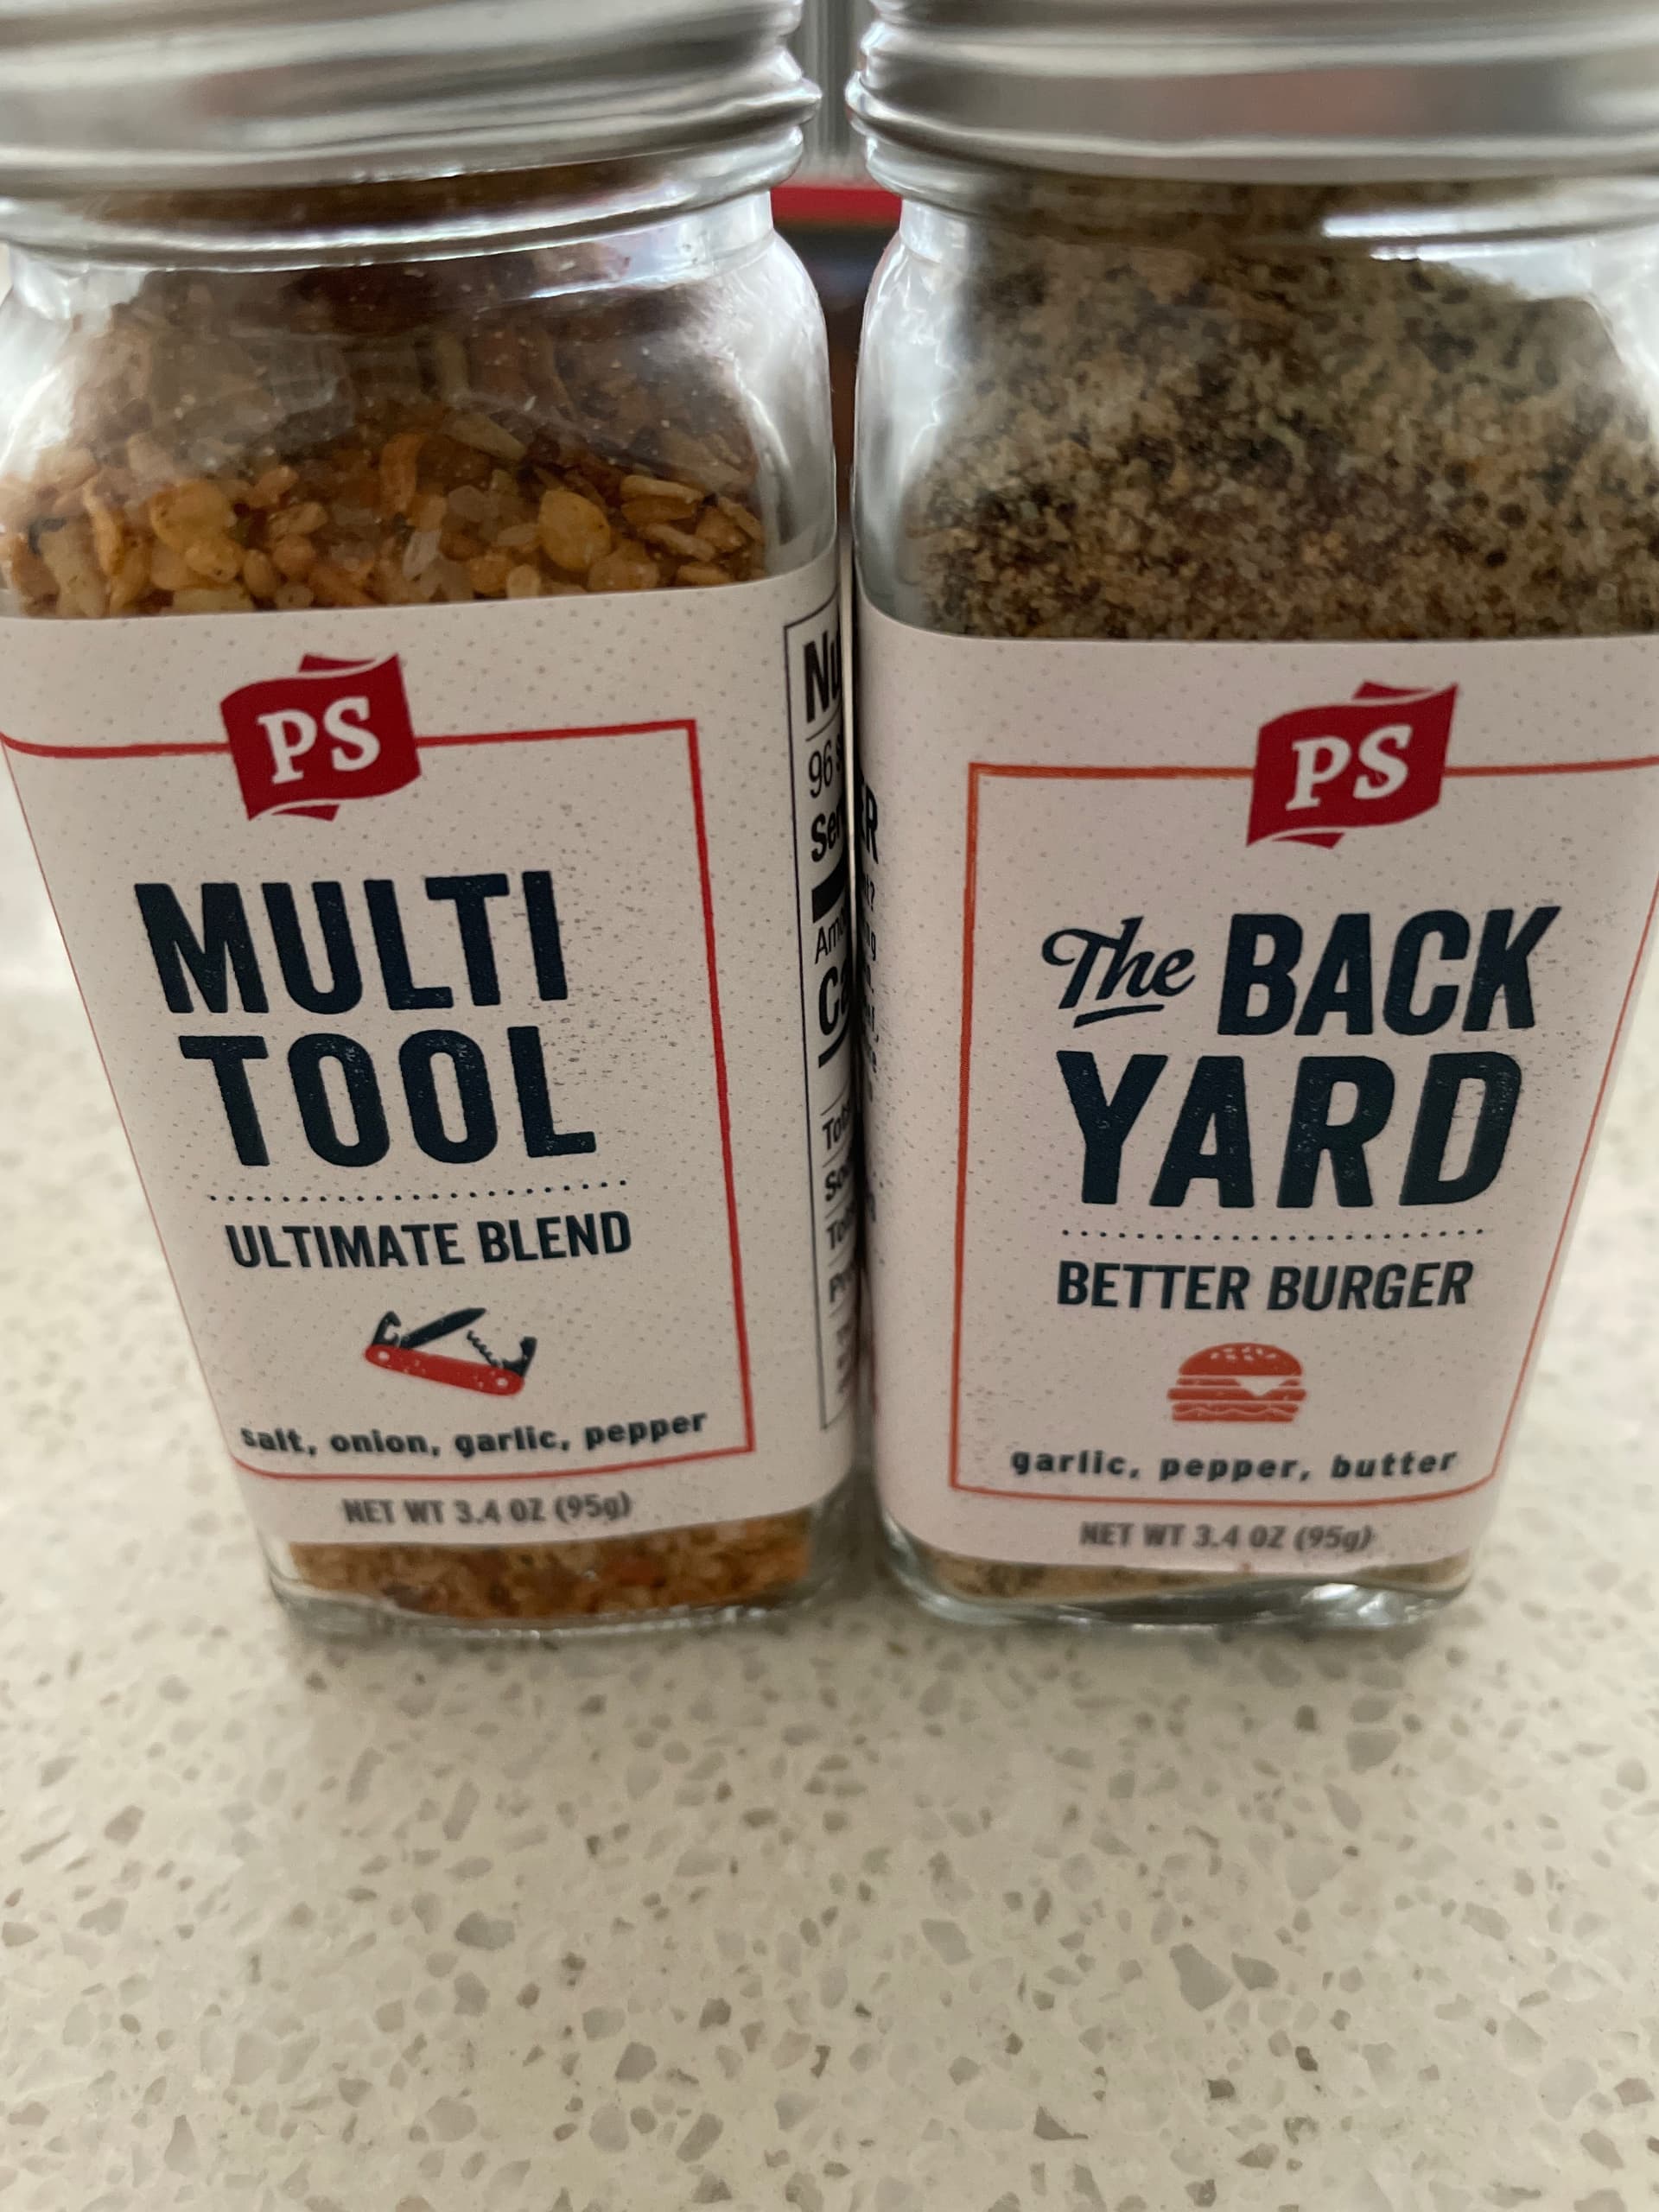 PS
MULTI
TOOL
ULTIMATE BLEND
salt, onion, garlic, pepper
NET WT 3.4 OZ (95g)
96
PS
The BACK
YARD
BETTER BURGER
garlic, pepper, butter
NET WT 3.4 OZ (95g)